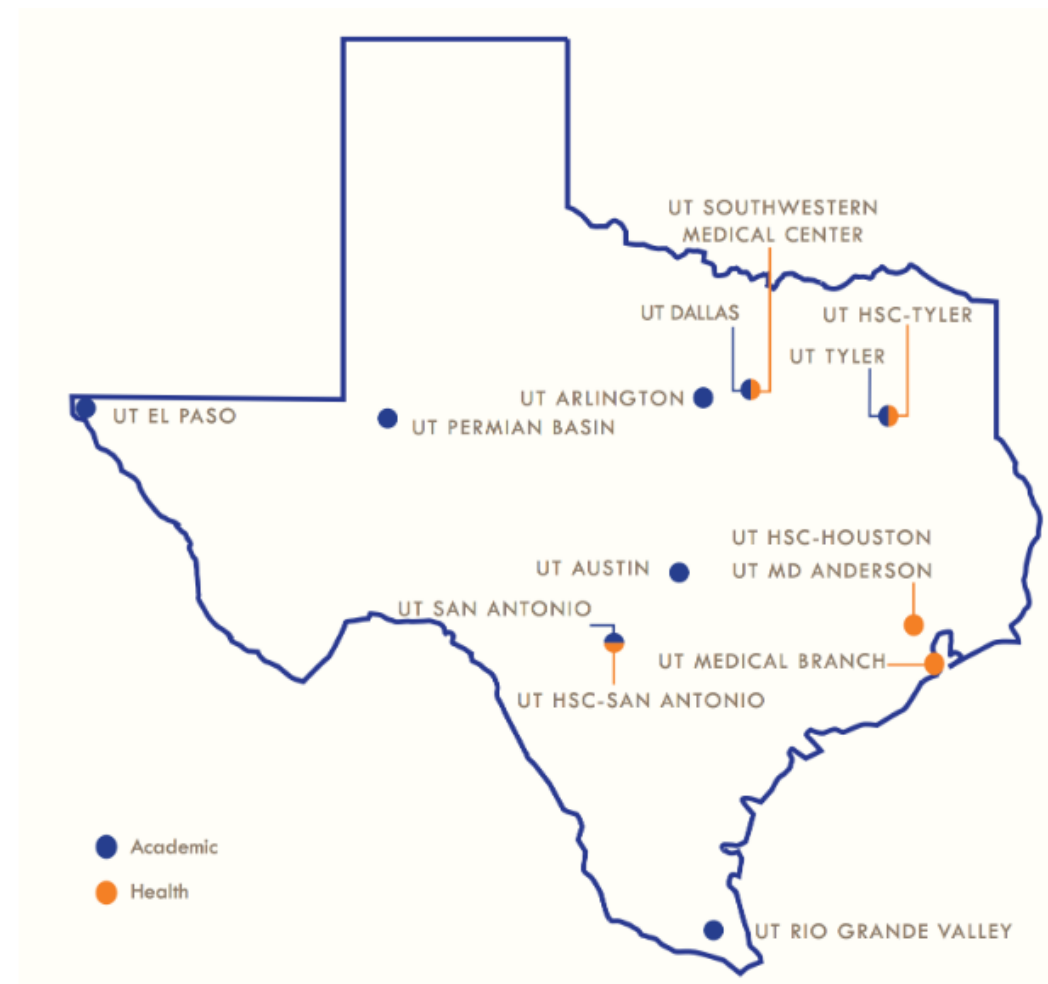 UT SOUTHWESTERN
MEDICAL CENTER
UT DALLAS
UT HSC-TYLER
UT TYLER
UT ARLINGTON
UT EL PASO
UT PERMIAN BASIN
UT HSC-HOUSTON
UT AUSTIN
UT MD ANDERSON
UT SAN ANTONIO
UT MEDICAL BRANCH
UT HSC-SAN ANTONIO
Academic
Health
UT RIO GRANDE VALLEY